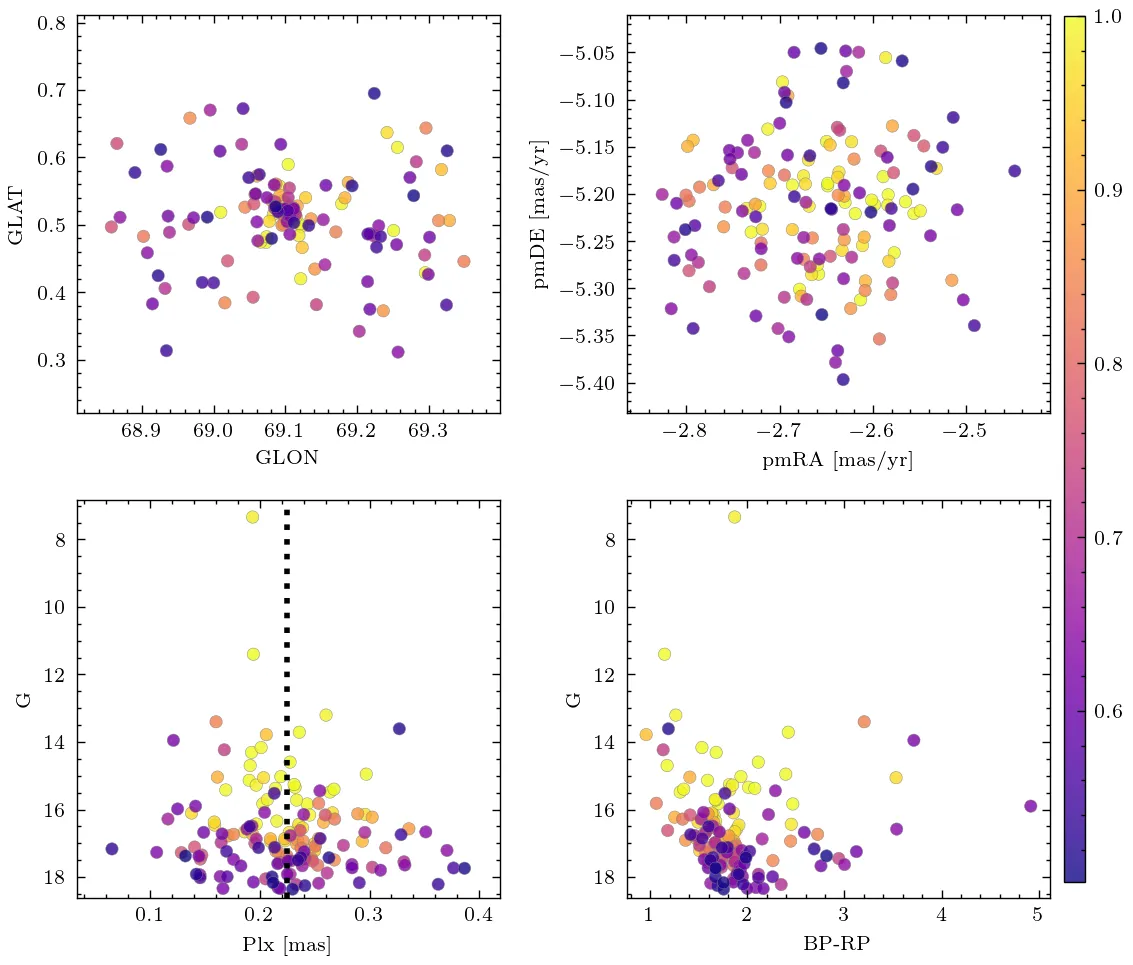 0.8
0.7
0.6
0.5
0.4
0.3
GLAT
68.9 69.0 69.1 69.2 69.3
GLON
−5.05
−5.10
−5.15
−5.20
−5.25
−5.30
−5.35
−5.40
pmDE [mas/yr]
−2.8 −2.7 −2.6 −2.5
pmRA [mas/yr]
8
10
12
14
16
18
G
0.1 0.2 0.3 0.4
Plx [mas]
8
10
12
14
16
18
G
1 2 3 4 5
BP-RP
1.0
0.9
0.8
0.7
0.6